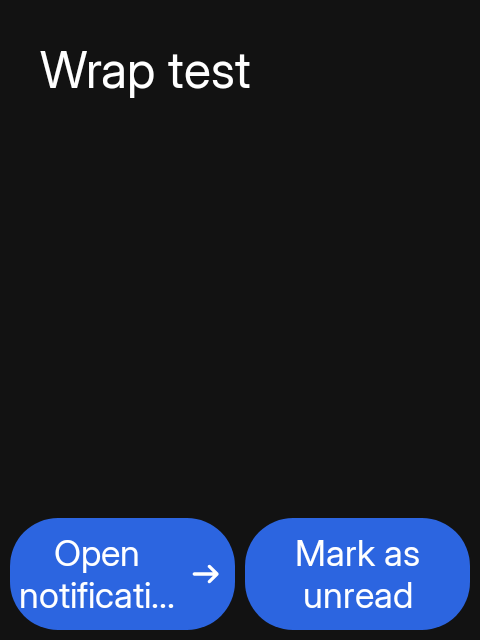 Wrap test
Open
notificati...
Mark as
unread